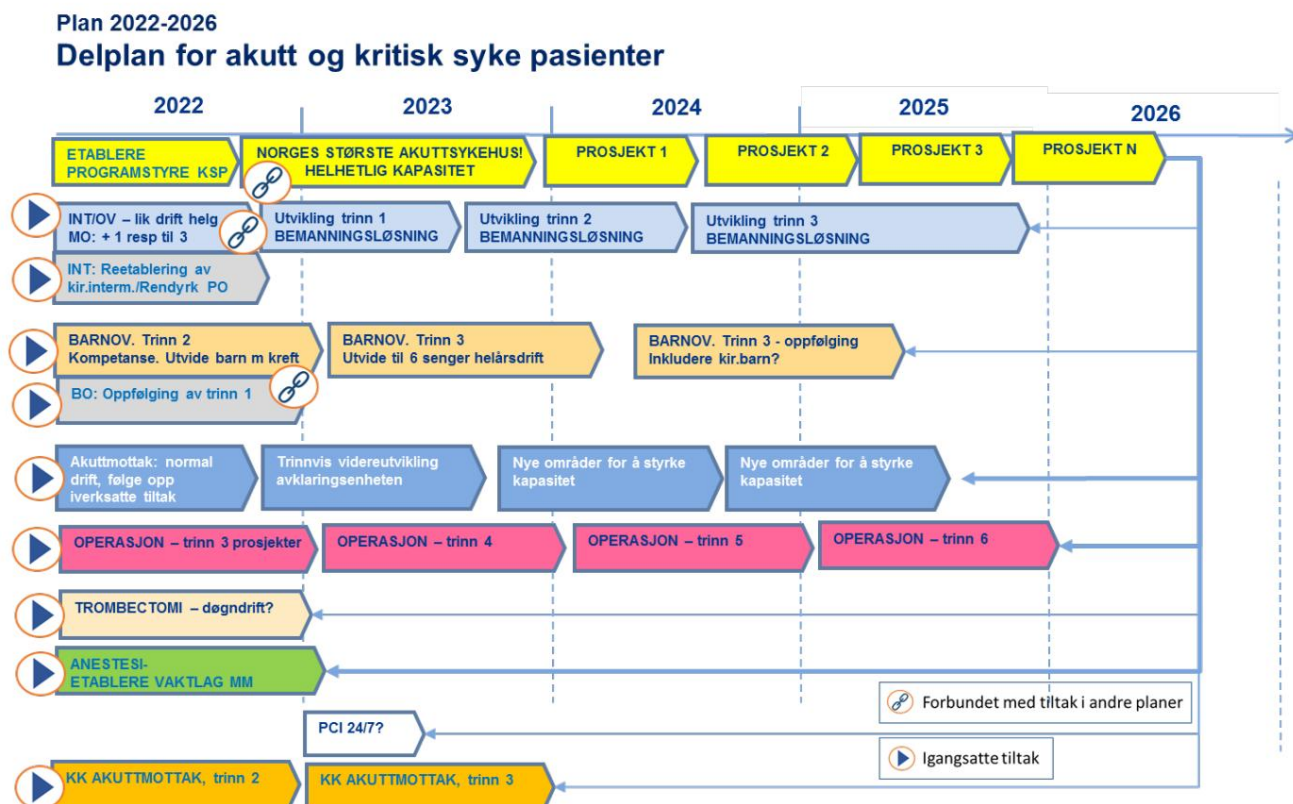 Plan 2022-2026
Delplan for akutt og kritisk syke pasienter
2022
2023
2024
2025
2026
ETABLERE
PROGRAMSTYRE KSP
NORGES STØRSTE AKUTTSYKEHUS!
HELHETLIG KAPASITET
PROSJEKT 1
PROSJEKT 2
PROSJEKT 3
PROSJEKT N
INT/OV – lik drift helg
MO: + 1 resp til 3
Utvikling trinn 1
BEMANNINGSLØSNING
Utvikling trinn 2
BEMANNINGSLØSNING
Utvikling trinn 3
BEMANNINGSLØSNING
INT: Reetablering av
kir.interm./Rendyrk PO
BARNOV. Trinn 2
Kompetanse. Utvide barn m kreft
BARNOV. Trinn 3
Utvide til 6 senger helårsdrift
BARNOV. Trinn 3 - oppfølging
Inkludere kir.barn?
BO: Oppfølging av trinn 1
Akuttmottak: normal
drift, følge opp
iverksatte tiltak
Trinnvis videreutvikling
avklaringsenheten
Nye områder for å styrke
kapasitet
Nye områder for å styrke
kapasitet
OPERASJON – trinn 3 prosjekter
OPERASJON – trinn 4
OPERASJON – trinn 5
OPERASJON – trinn 6
TROMBECTOMI – døgndrift?
ANESTESI-
ETABLERE VAKTLAG MM
Forbundet med tiltak i andre planer
PCI 24/7?
Igangsatte tiltak
KK AKUTTMOTTAK, trinn 2
KK AKUTTMOTTAK, trinn 3